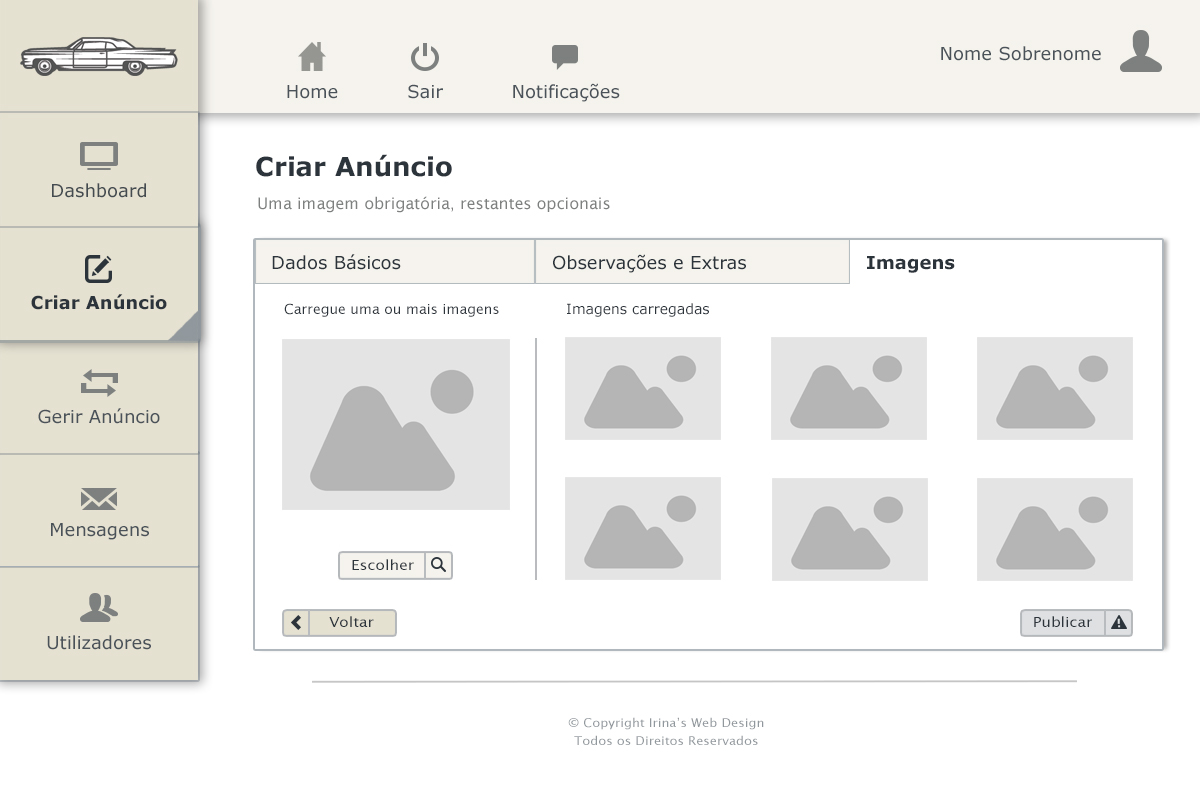 Home
Sair
Notificações
Nome Sobrenome
Dashboard
Criar Anúncio
Gerir Anúncio
Mensagens
Utilizadores
Criar Anúncio
Uma imagem obrigatória, restantes opcionais
Dados Básicos
Observações e Extras
Imagens
Carregue uma ou mais imagens
Imagens carregadas
Escolher
Voltar
Publicar
© Copyright Irina's Web Design
Todos os Direitos Reservados